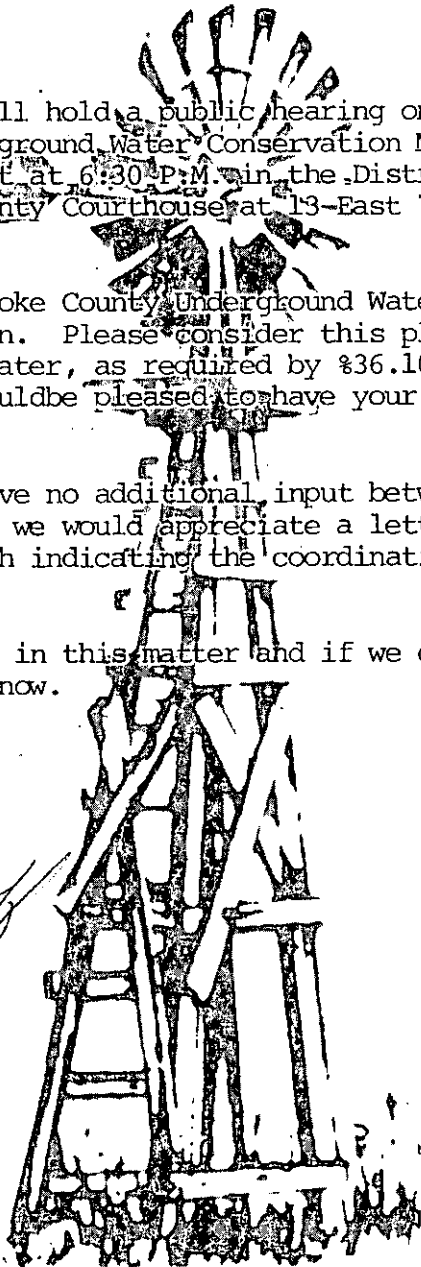 ll hold a public hearing on
ground Water Conservation
t at 6:30 P.M. in the Distr
nty Courthouse at 13-East
oke County Underground Wate
n. Please consider this pl
ater, as required by %36.10
uldbe pleased to have your
ve no additional input betw
we would appreciate a lett
h indicating the coordinati
in this matter and if we c
now.